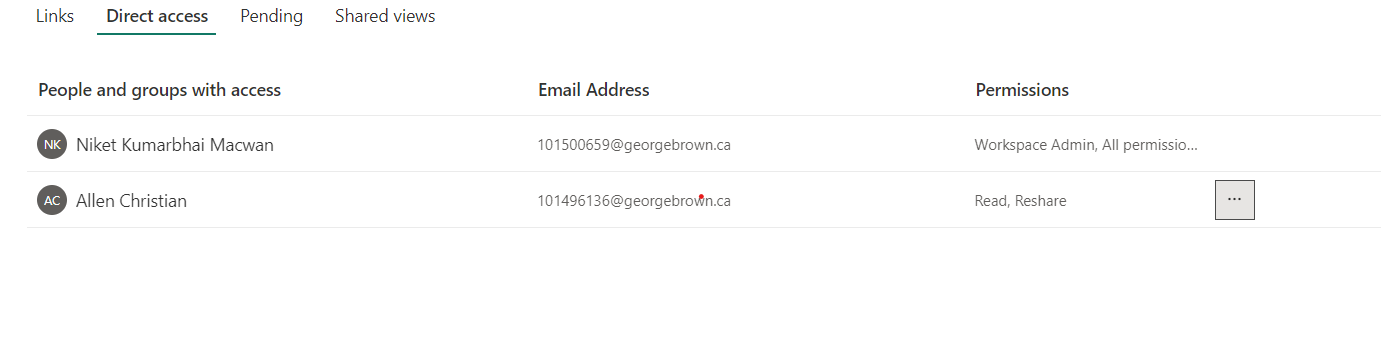 Links Direct access Pending Shared views
People and groups with access Email Address Permissions
NK Niket Kumarbhai Macwan 101500659@georgebrown.ca Workspace Admin, All permissio...
AC Allen Christian 101496136@georgebrown.ca Read, Reshare ...